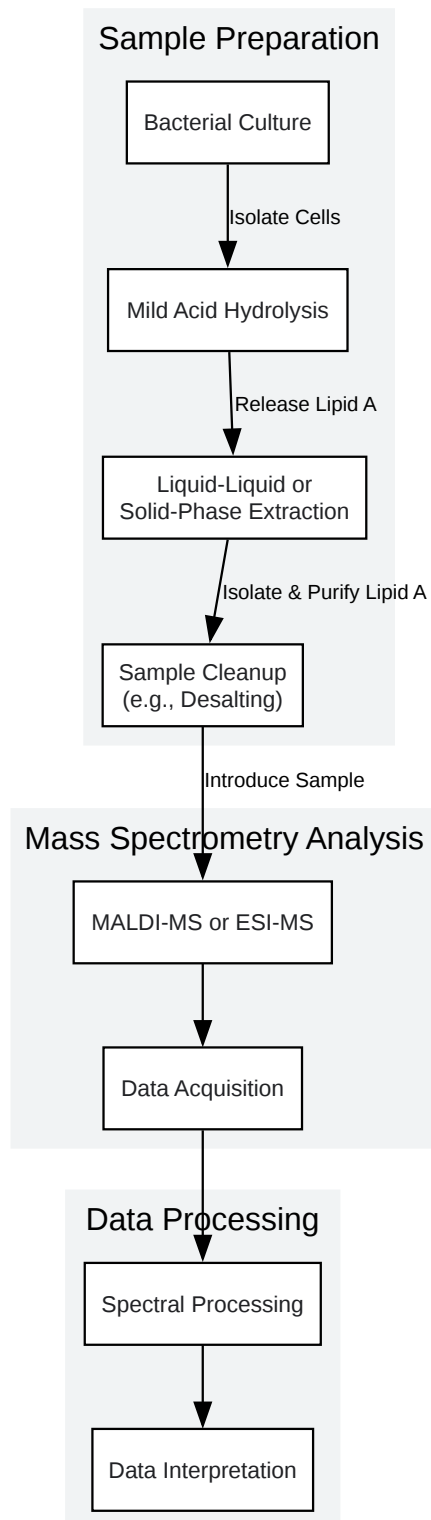 Sample Preparation
Bacterial Culture
Isolate Cells
Mild Acid Hydrolysis
Release Lipid A
Liquid-Liquid or
Solid-Phase Extraction
Isolate & Purify Lipid A
Sample Cleanup
(e.g., Desalting)
Introduce Sample
Mass Spectrometry Analysis
MALDI-MS or ESI-MS
Data Acquisition
Data Processing
Spectral Processing
Data Interpretation